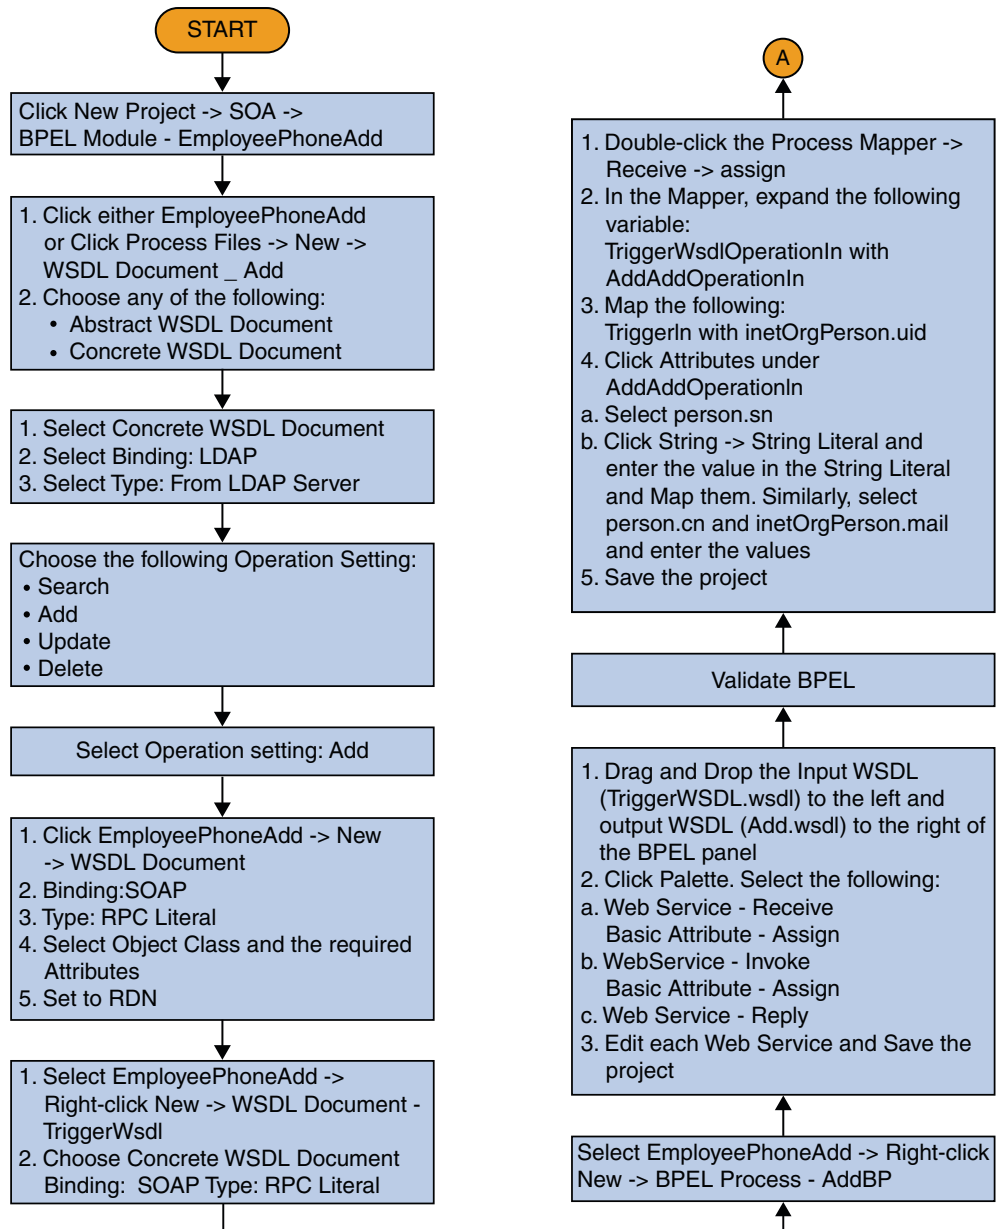 START
Click New Project -> SOA ->
BPEL Module - EmployeePhoneAdd
1. Click either EmployeePhoneAdd
or Click Process Files -> New ->
WSDL Document _ Add
2. Choose any of the following:
• Abstract WSDL Document
• Concrete WSDL Document
1. Select Concrete WSDL Document
2. Select Binding: LDAP
3. Select Type: From LDAP Server
Choose the following Operation Setting:
• Search
• Add
• Update
• Delete
Select Operation setting: Add
1. Click EmployeePhoneAdd -> New
-> WSDL Document
2. Binding:SOAP
3. Type: RPC Literal
4. Select Object Class and the required
Attributes
5. Set to RDN
1. Select EmployeePhoneAdd ->
Right-click New -> WSDL Document -
TriggerWsdl
2. Choose Concrete WSDL Document
Binding: SOAP Type: RPC Literal
A
1. Double-click the Process Mapper ->
Receive -> assign
2. In the Mapper, expand the following
variable:
TriggerWsdlOperationIn with
AddAddOperationIn
3. Map the following:
TriggerIn with inetOrgPerson.uid
4. Click Attributes under
AddAddOperationIn
a. Select person.sn
b. Click String -> String Literal and
enter the value in the String Literal
and Map them. Similarly, select
person.cn and inetOrgPerson.mail
and enter the values
5. Save the project
Validate BPEL
1. Drag and Drop the Input WSDL
(TriggerWSDL.wsdl) to the left and
output WSDL (Add.wsdl) to the right of
the BPEL panel
2. Click Palette. Select the following:
a. Web Service - Receive
Basic Attribute - Assign
b. WebService - Invoke
Basic Attribute - Assign
c. Web Service - Reply
3. Edit each Web Service and Save the
project
Select EmployeePhoneAdd -> Right-click
New -> BPEL Process - AddBP